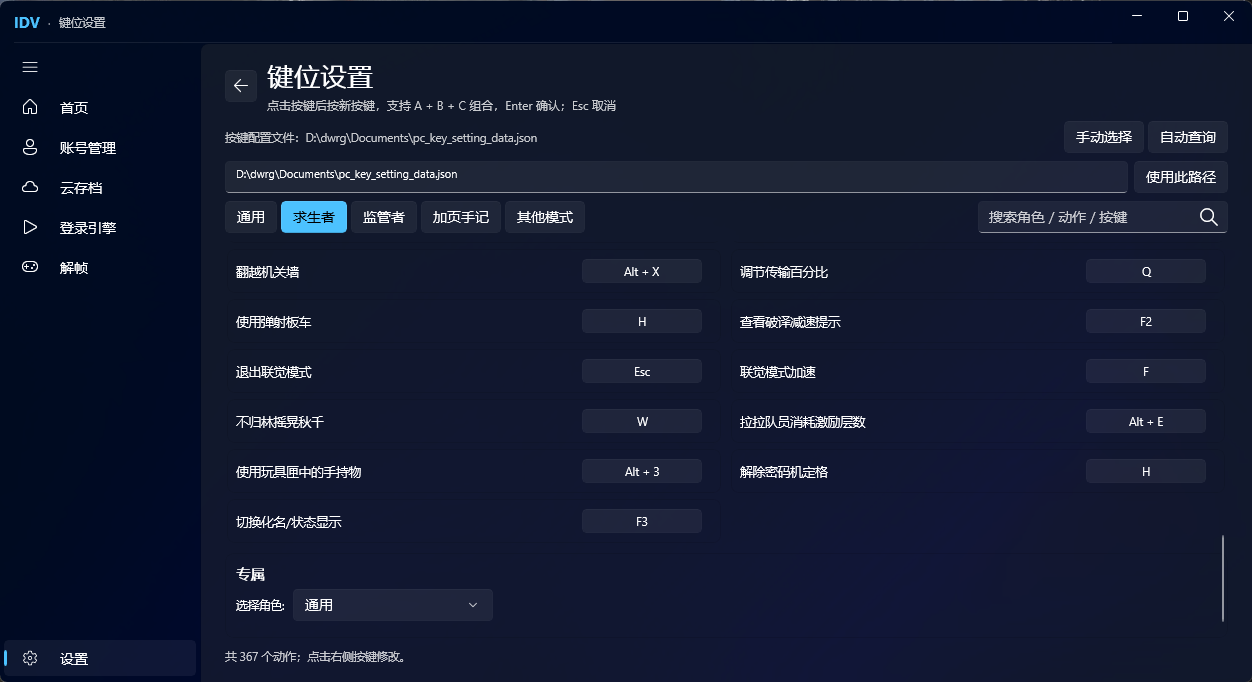 IDV · 键位设置
首页
账号管理
云存档
登录引擎
解帧
设置
键位设置
点击按键后按新按键，支持 A + B + C 组合，Enter 确认；Esc 取消
按键配置文件：D:\dwrg\Documents\pc_key_setting_data.json
手动选择 自动查询
D:\dwrg\Documents\pc_key_setting_data.json 使用此路径
通用 求生者 监管者 加页手记 其他模式 搜索角色 / 动作 / 按键
翻越机关墙 Alt + X 调节传输百分比 Q
使用弹射板车 H 查看破译减速提示 F2
退出联觉模式 Esc 联觉模式加速 F
不归林摇晃秋千 W 拉拉队员消耗激励层数 Alt + E
使用玩具匣中的手持物 Alt + 3 解除密码机定格 H
切换化名/状态显示 F3
专属
选择角色: 通用
共 367 个动作；点击右侧按键修改。